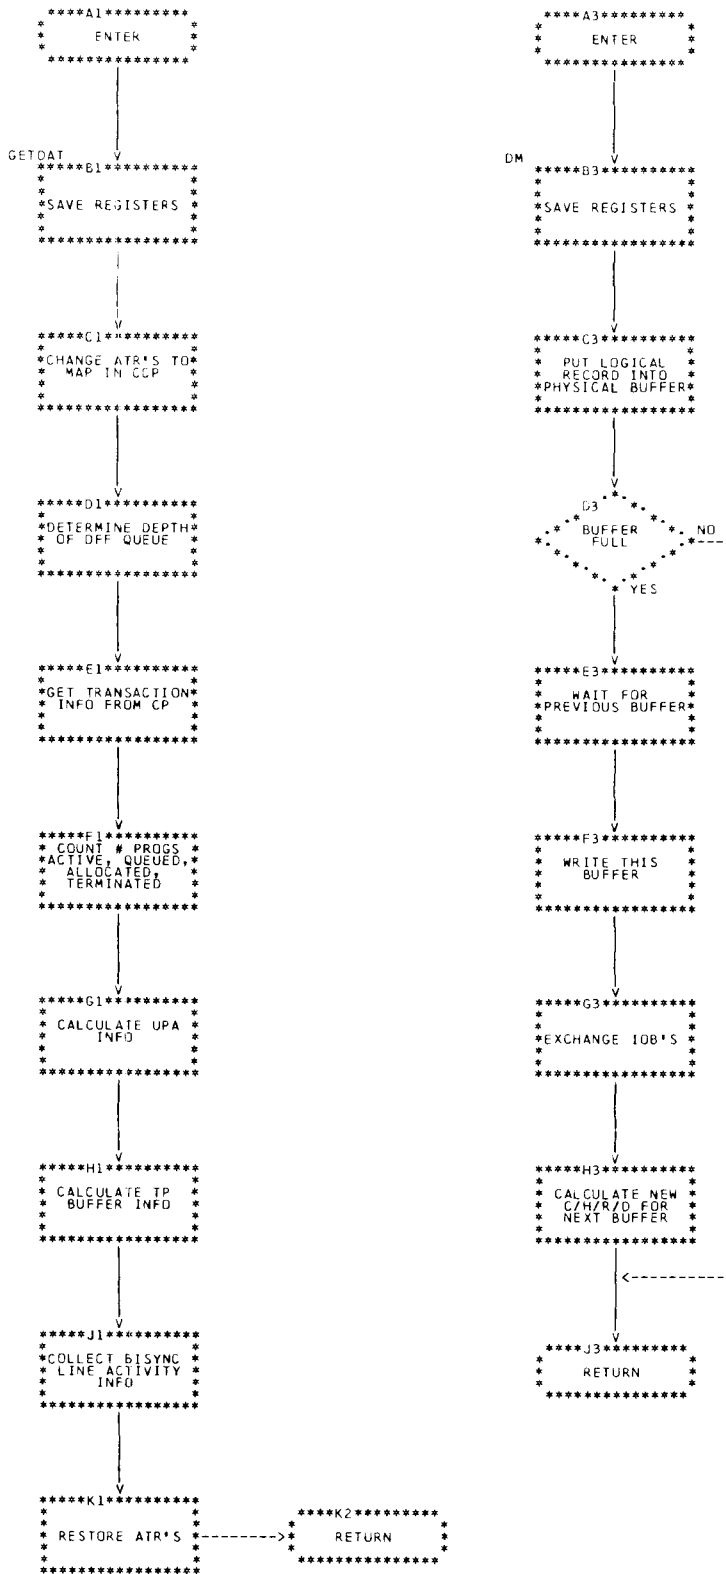 A1
ENTER
GETDAT
B1
SAVE REGISTERS
C1
CHANGE ATR'S TO
MAP IN CCP
D1
DETERMINE DEPTH
OF DFF QUEUE
E1
GET TRANSACTION
INFO FROM CP
F1
COUNT # PROGS
ACTIVE, QUEUED,
ALLOCATED,
TERMINATED
G1
CALCULATE UPA
INFO
H1
CALCULATE TP
BUFFER INFO
J1
COLLECT BISYNC
LINE ACTIVITY
INFO
K1
RESTORE ATR'S
K2
RETURN
A3
ENTER
DM
B3
SAVE REGISTERS
C3
PUT LOGICAL
RECORD INTO
PHYSICAL BUFFER
D3
BUFFER
FULL
NO
YES
E3
WAIT FOR
PREVIOUS BUFFER
F3
WRITE THIS
BUFFER
G3
EXCHANGE IOB'S
H3
CALCULATE NEW
C/H/R/D FOR
NEXT BUFFER
J3
RETURN